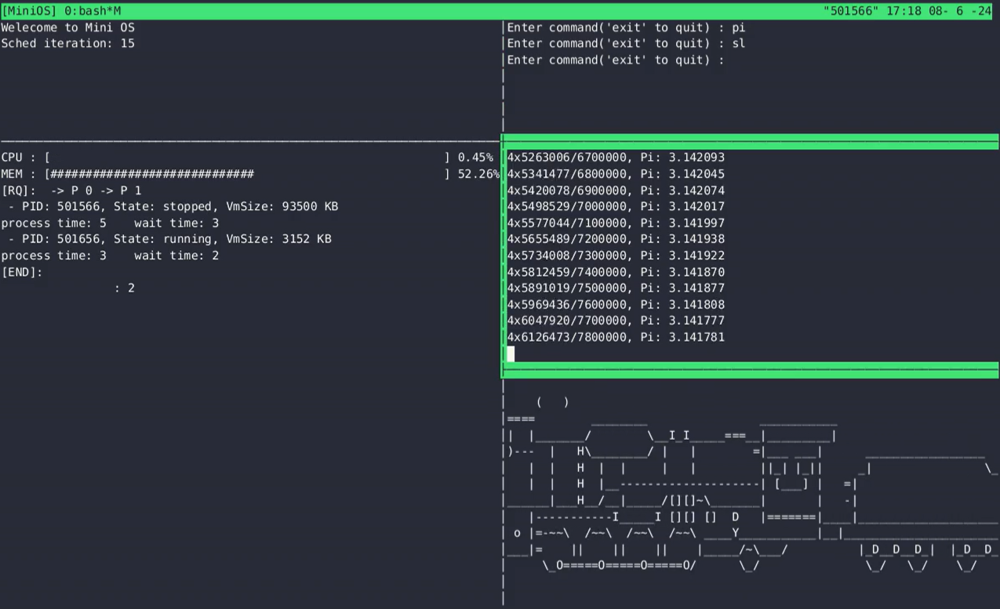 [MiniOS] 0:bash*M "501566" 17:18 08- 6 -24
Welecome to Mini OS
Sched iteration: 15
Enter command('exit' to quit) : pi
Enter command('exit' to quit) : sl
Enter command('exit' to quit) :
CPU : [ ] 0.45%
MEM : [############################# ] 52.26%
[RQ]: -> P 0 -> P 1
- PID: 501566, State: stopped, VmSize: 93500 KB
process time: 5 wait time: 3
- PID: 501656, State: running, VmSize: 3152 KB
process time: 3 wait time: 2
[END]:
: 2
4x5263006/6700000, Pi: 3.142093
4x5341477/6800000, Pi: 3.142045
4x5420078/6900000, Pi: 3.142074
4x5498529/7000000, Pi: 3.142017
4x5577044/7100000, Pi: 3.141997
4x5655489/7200000, Pi: 3.141938
4x5734008/7300000, Pi: 3.141922
4x5812459/7400000, Pi: 3.141870
4x5891019/7500000, Pi: 3.141877
4x5969436/7600000, Pi: 3.141808
4x6047920/7700000, Pi: 3.141777
4x6126473/7800000, Pi: 3.141781